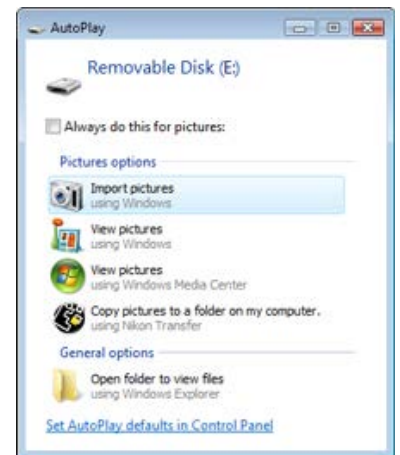 AutoPlay
Removable Disk (E:)
Always do this for pictures:
Pictures options
Import pictures
using Windows
View pictures
using Windows
View pictures
using Windows Media Center
Copy pictures to a folder on my computer.
using Nikon Transfer
General options
Open folder to view files
using Windows Explorer
Set AutoPlay defaults in Control Panel